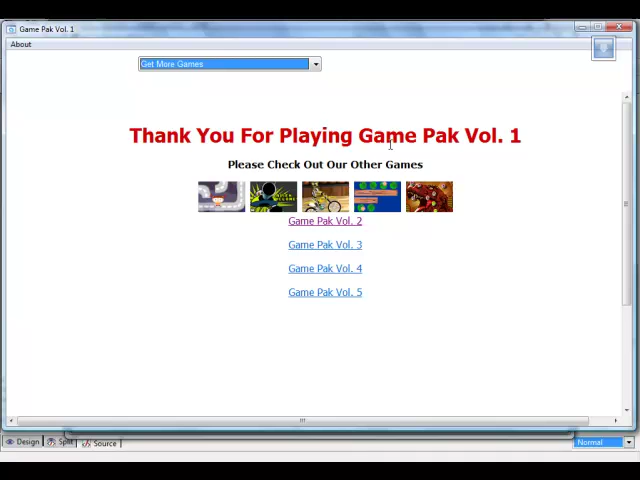 Game Pak Vol. 1
About
Get More Games
Thank You For Playing Game Pak Vol. 1
Please Check Out Our Other Games
Game Pak Vol. 2
Game Pak Vol. 3
Game Pak Vol. 4
Game Pak Vol. 5
Design Split Source Normal